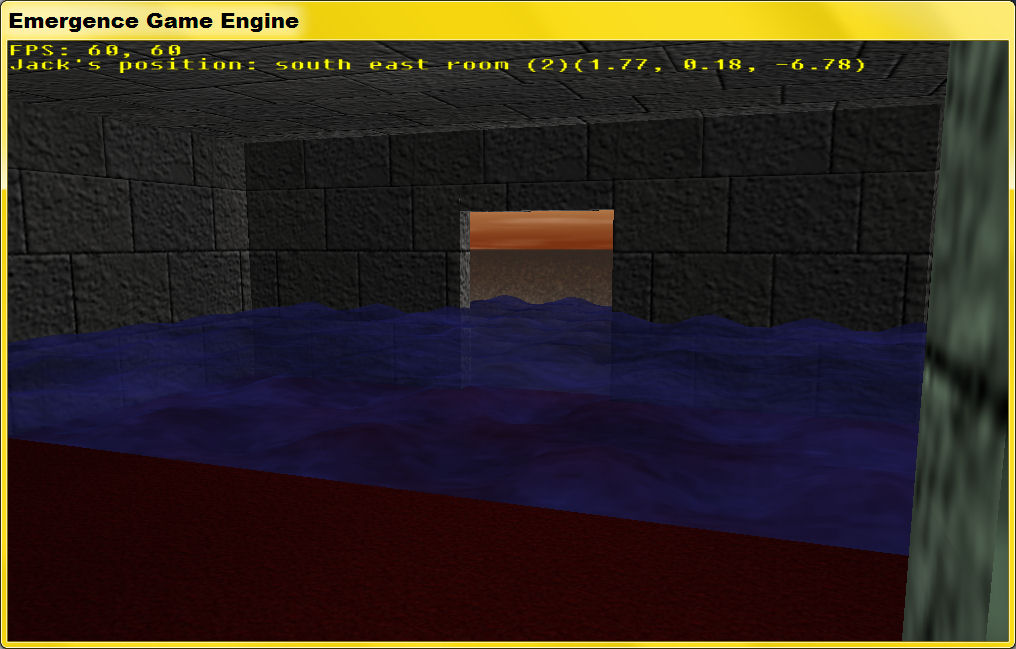 Emergence Game Engine
FPS: 60, 60
Jack's position: south east room (2)(1.77, 0.18, -6.78)